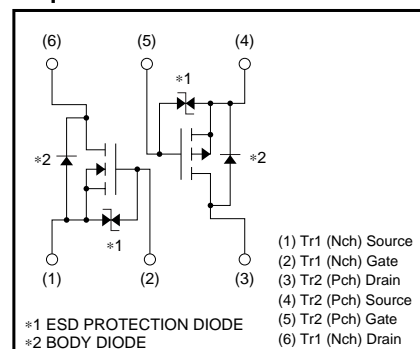 (6) (5) (4)
∗1
∗2 ∗2
∗1
(1) (2) (3)
(1) Tr1 (Nch) Source
(2) Tr1 (Nch) Gate
(3) Tr2 (Pch) Drain
(4) Tr2 (Pch) Source
(5) Tr2 (Pch) Gate
(6) Tr1 (Nch) Drain
∗1 ESD PROTECTION DIODE
∗2 BODY DIODE